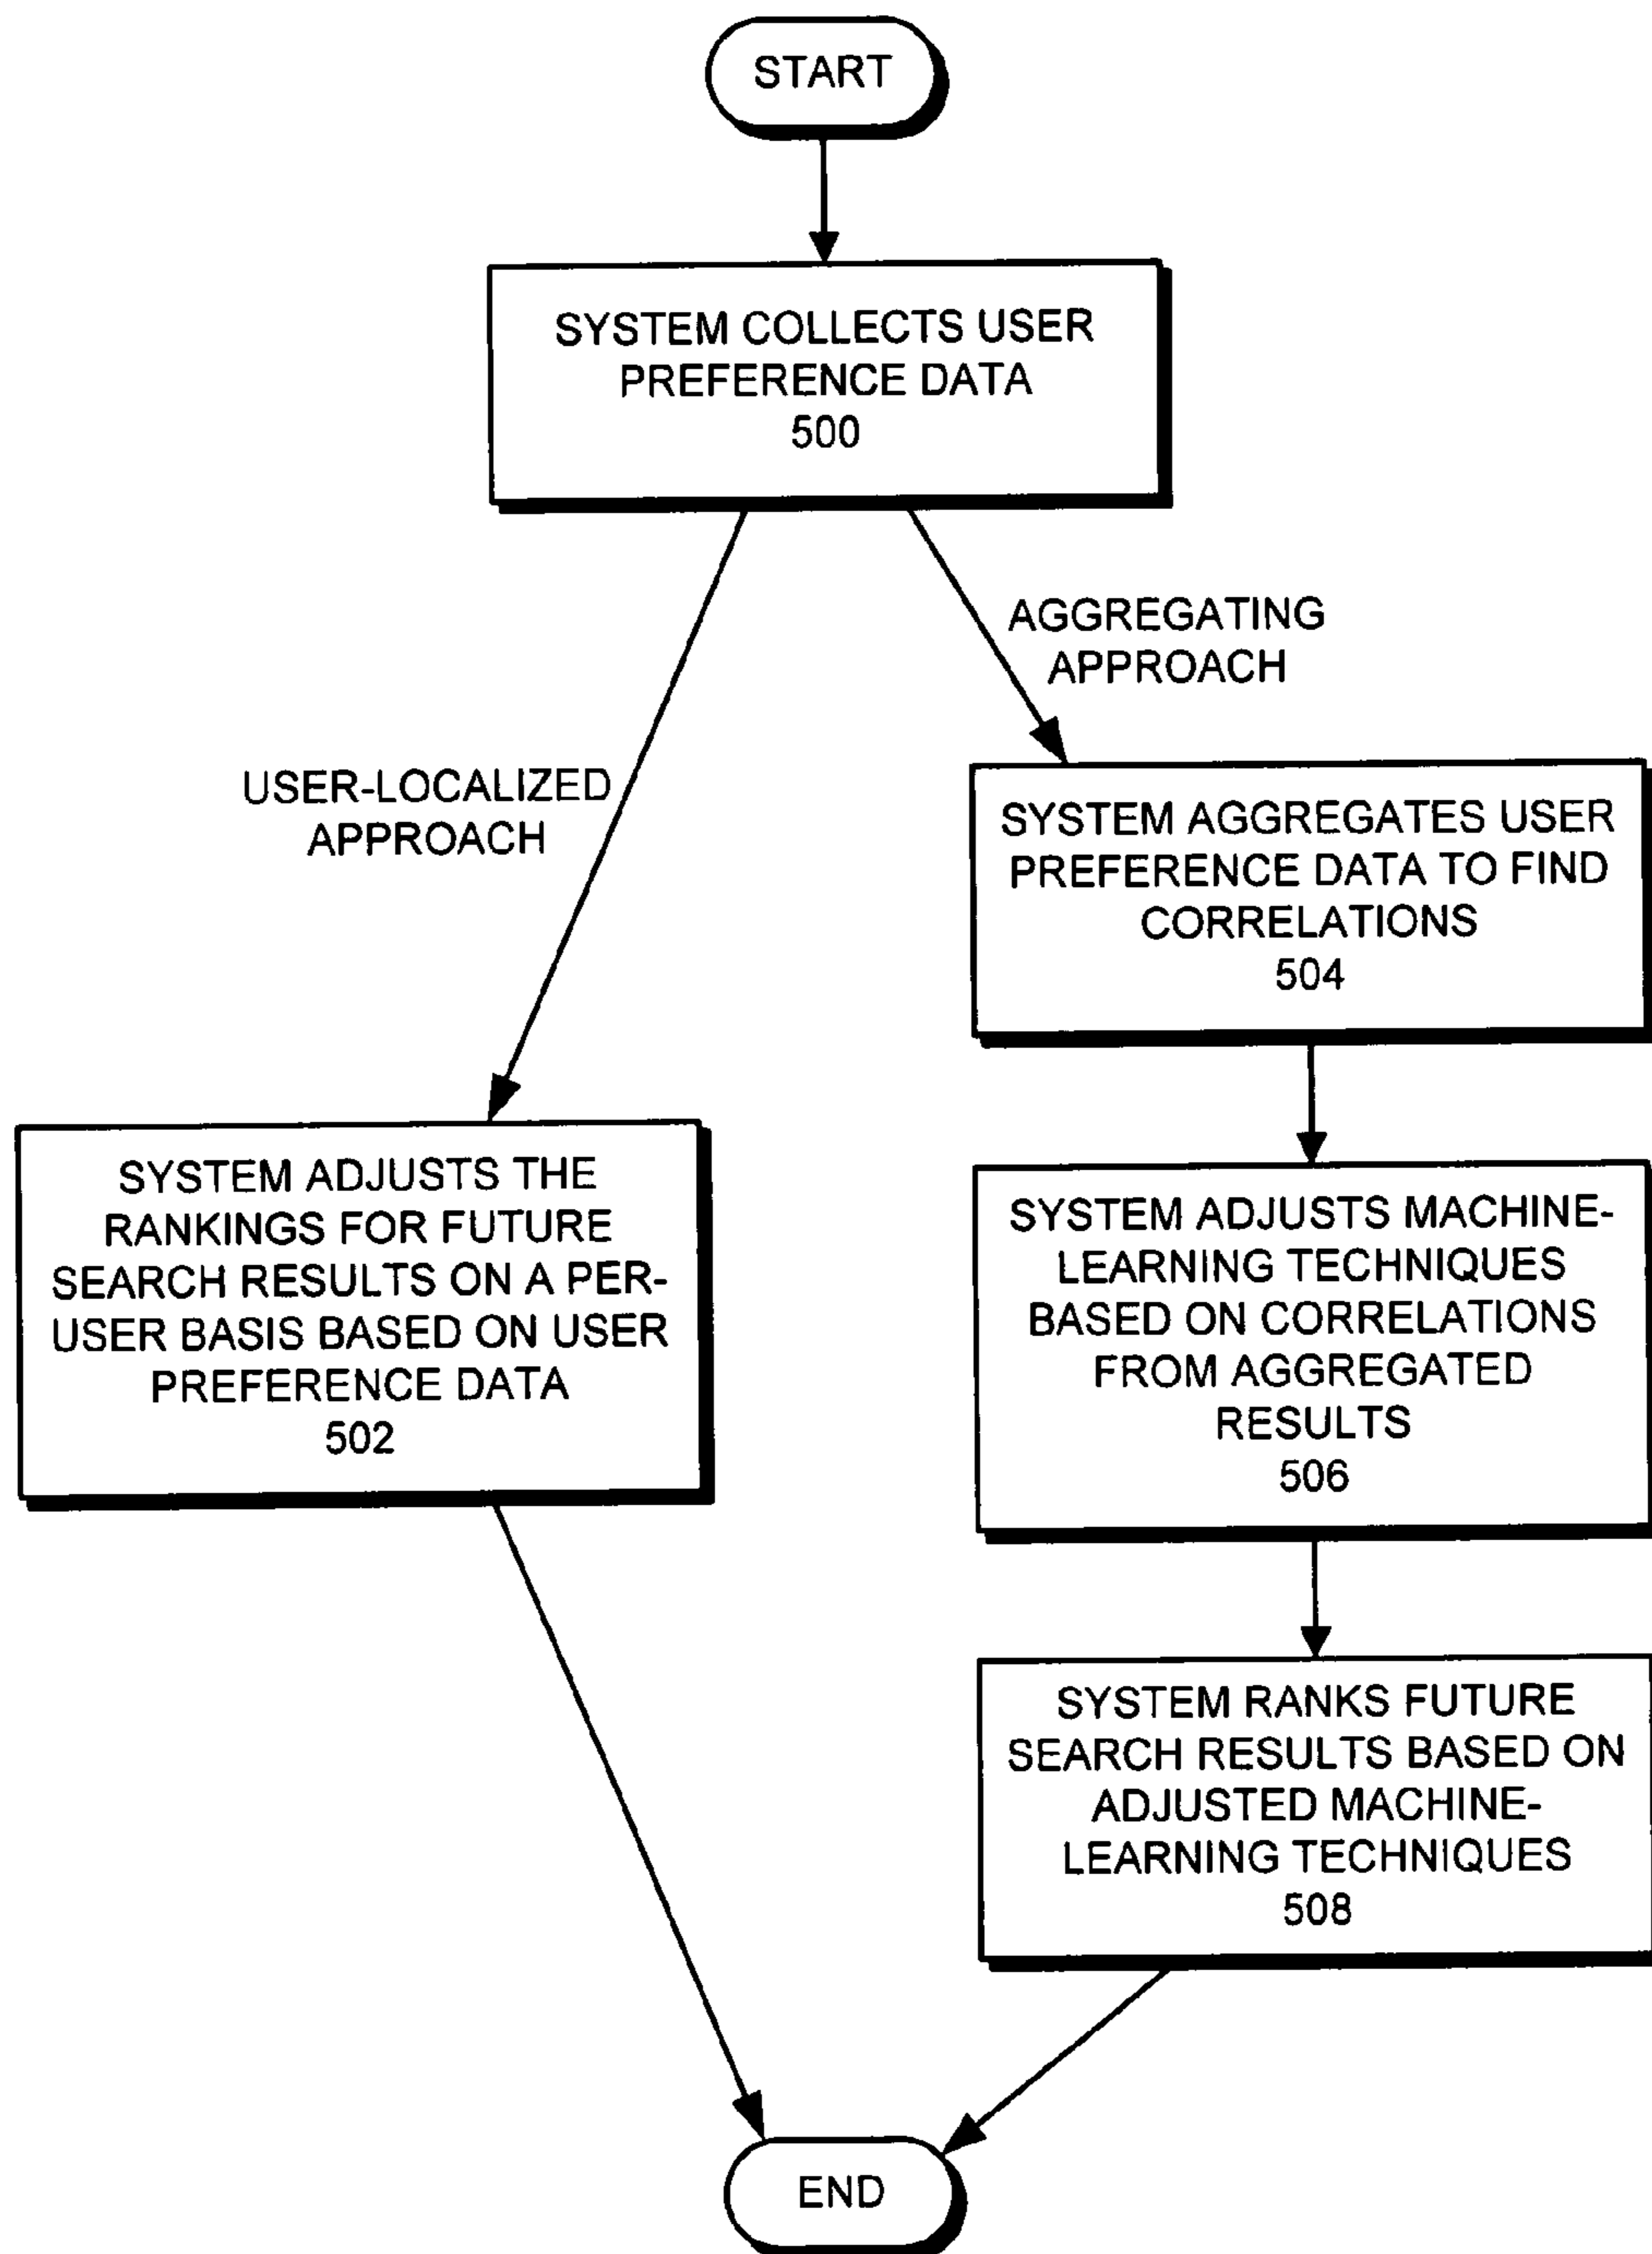 START
SYSTEM COLLECTS USER
PREFERENCE DATA
500
AGGREGATING
APPROACH
USER-LOCALIZED
APPROACH
SYSTEM AGGREGATES USER
PREFERENCE DATA TO FIND
CORRELATIONS
504
SYSTEM ADJUSTS THE
RANKINGS FOR FUTURE
SEARCH RESULTS ON A PER-
USER BASIS BASED ON USER
PREFERENCE DATA
502
SYSTEM ADJUSTS MACHINE-
LEARNING TECHNIQUES
BASED ON CORRELATIONS
FROM AGGREGATED
RESULTS
506
SYSTEM RANKS FUTURE
SEARCH RESULTS BASED ON
ADJUSTED MACHINE-
LEARNING TECHNIQUES
508
END